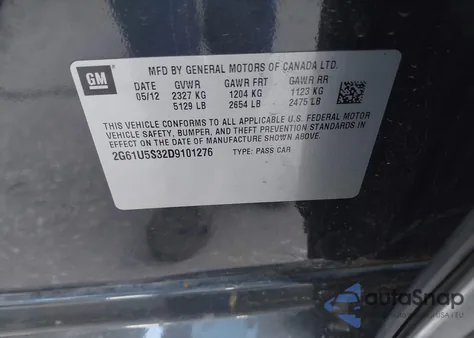 GM
MFD BY GENERAL MOTORS OF CANADA LTD.
DATE GVWR GAWR FRT GAWR RR
05/12 2327 KG 1204 KG 1123 KG
5129 LB 2654 LB 2475 LB
THIS VEHICLE CONFORMS TO ALL APPLICABLE U.S. FEDERAL MOTOR
VEHICLE SAFETY, BUMPER, AND THEFT PREVENTION STANDARDS IN
EFFECT ON THE DATE OF MANUFACTURE SHOWN ABOVE.
2G61U5S32D9101276 TYPE: PASS CAR
autoSnap